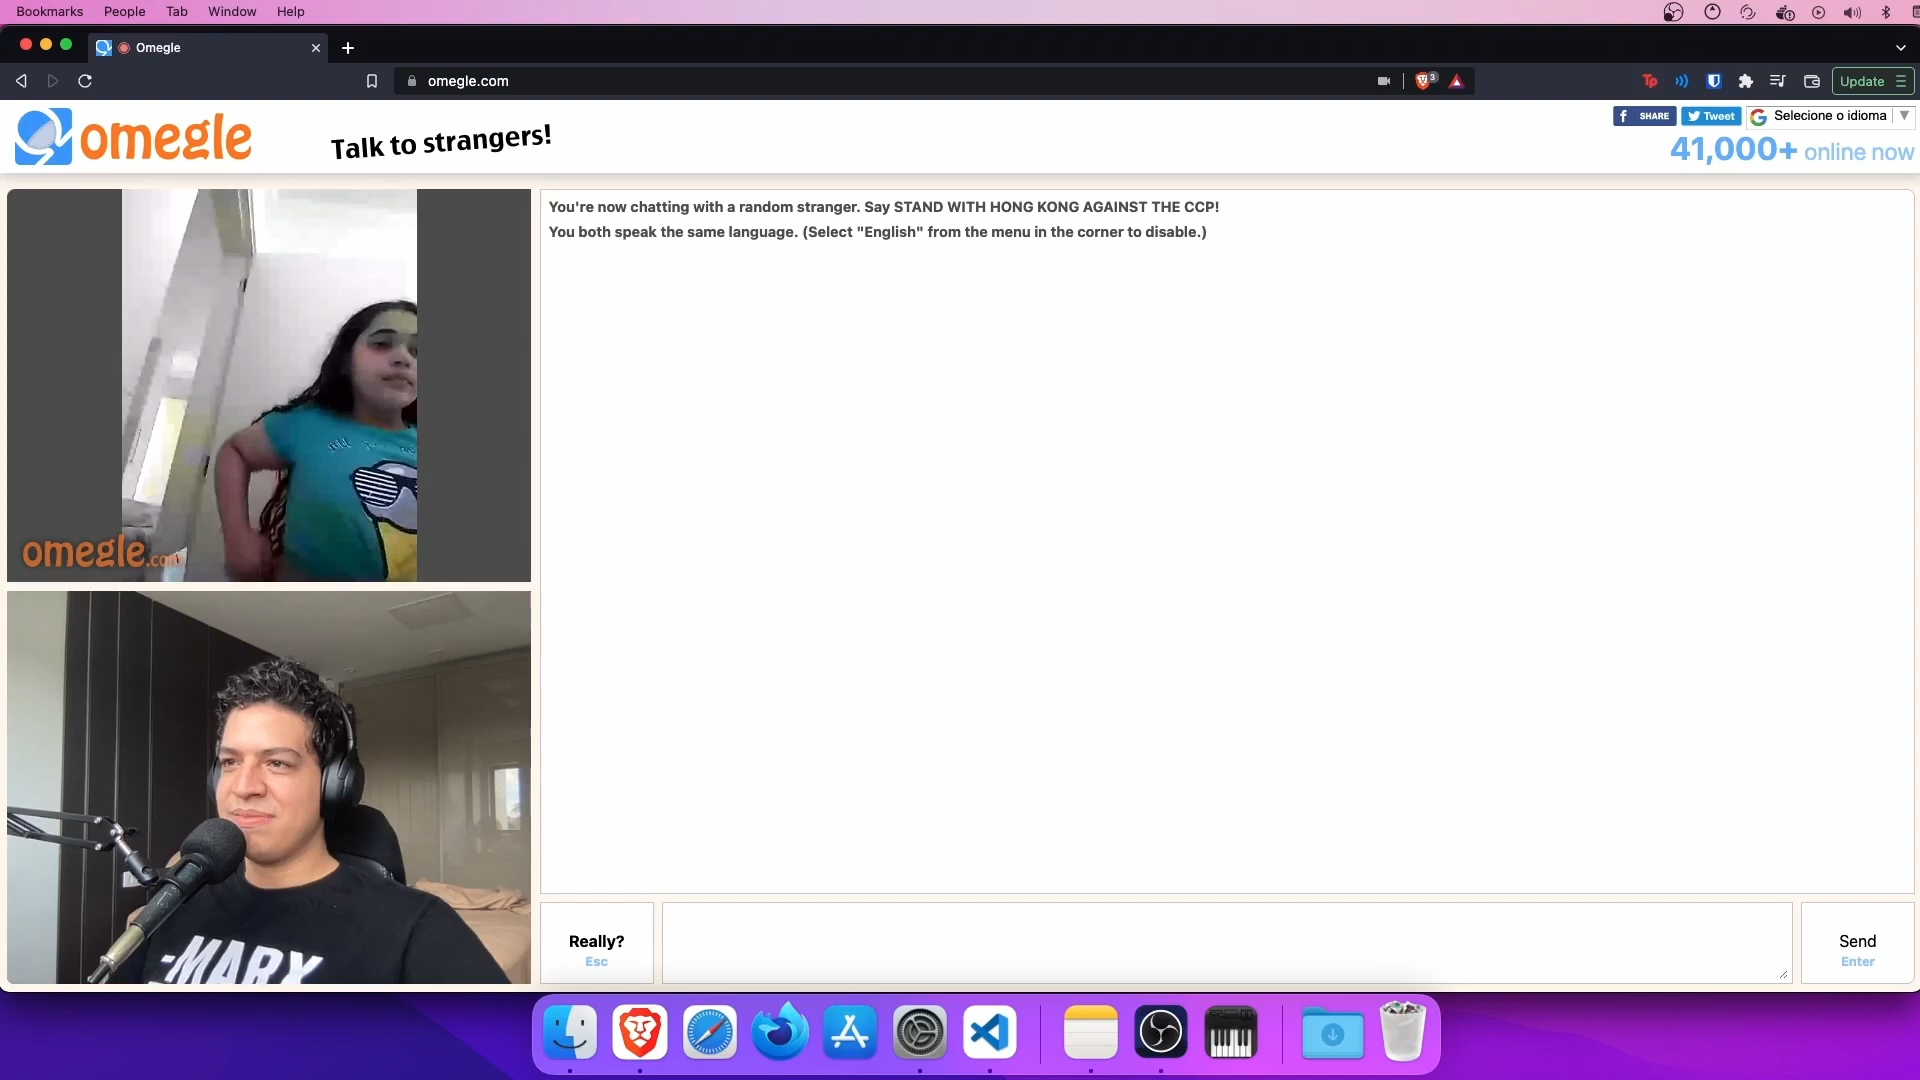 Bookmarks People Tab Window Help
Omegle
omegle.com
3
Update
omegle
Talk to strangers!
SHARE
Tweet
Selecione o idioma
41,000+ online now
You're now chatting with a random stranger. Say STAND WITH HONG KONG AGAINST THE CCP!
You both speak the same language. (Select "English" from the menu in the corner to disable.)
omegle.com
-MARX
Really?
Esc
Send
Enter